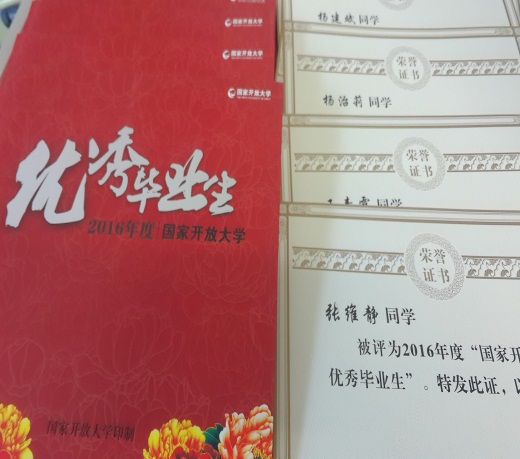 国家开放大学
国家开放大学
国家开放大学
优秀毕业生
2016年度 国家开放大学
国家开放大学印制
同学
荣誉
证书
杨治莉 同学
荣誉
证书
同学
荣誉
证书
张维静 同学
被评为2016年度“国家开
优秀毕业生”。特发此证，以